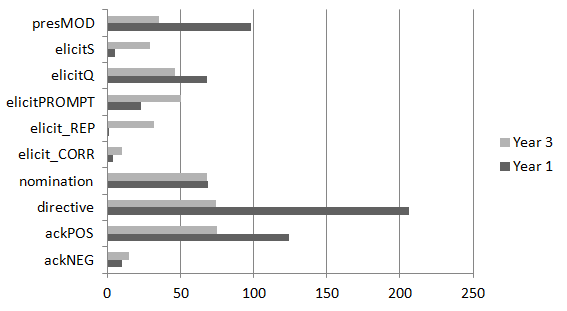 presMOD
elicitS
elicitQ
elicitPROMPT
elicit_REP
elicit_CORR
nomination
directive
ackPOS
ackNEG
Year 3
Year 1
0 50 100 150 200 250